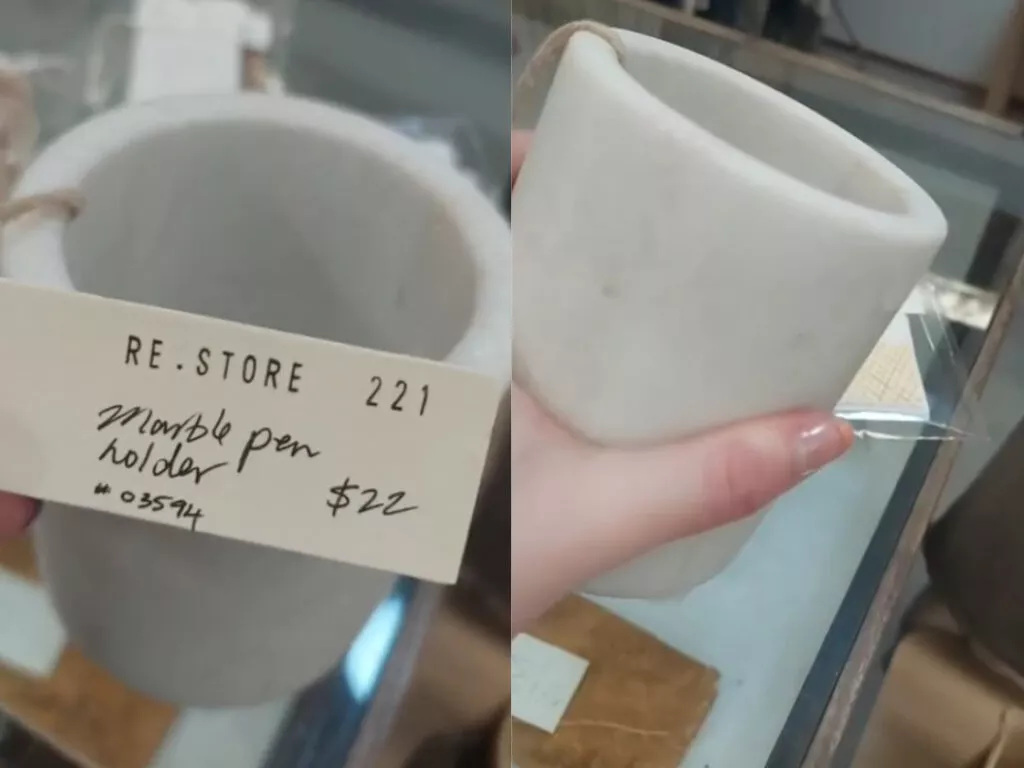 RE.STORE 221
Marble pen
holder
#03594 $22